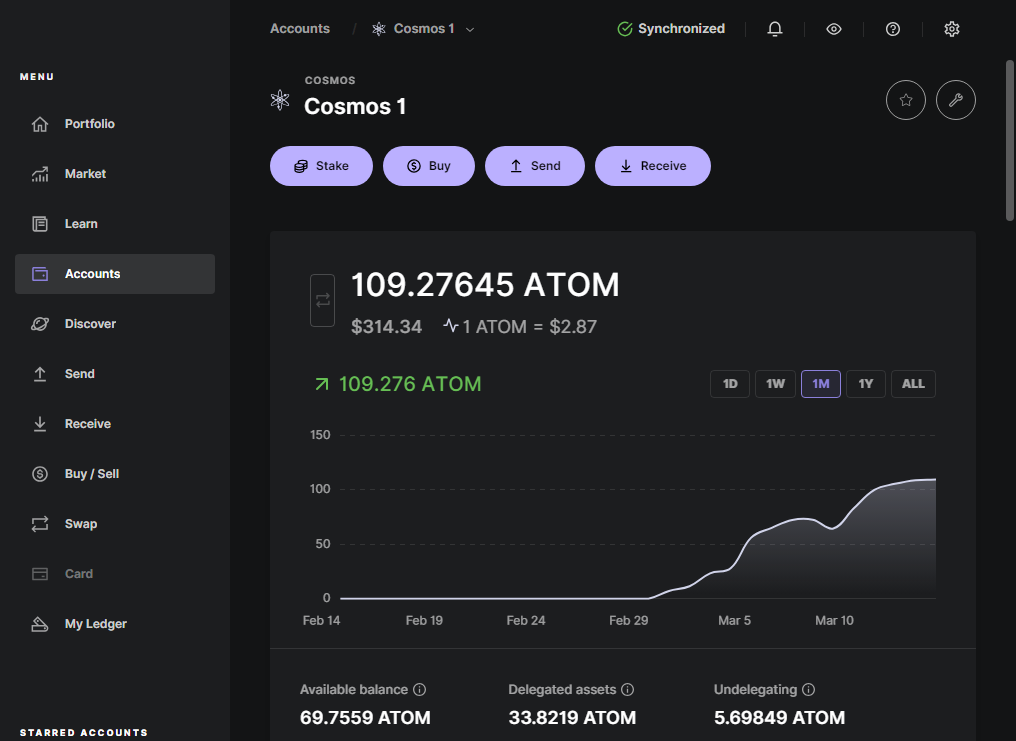 Accounts / Cosmos 1
Synchronized
MENU
Portfolio
Market
Learn
Accounts
Discover
Send
Receive
Buy / Sell
Swap
Card
My Ledger
STARRED ACCOUNTS
COSMOS
Cosmos 1
Stake
Buy
Send
Receive
109.27645 ATOM
$314.34 1 ATOM = $2.87
109.276 ATOM
1D 1W 1M 1Y ALL
150
100
50
0
Feb 14 Feb 19 Feb 24 Feb 29 Mar 5 Mar 10
Available balance
69.7559 ATOM
Delegated assets
33.8219 ATOM
Undelegating
5.69849 ATOM